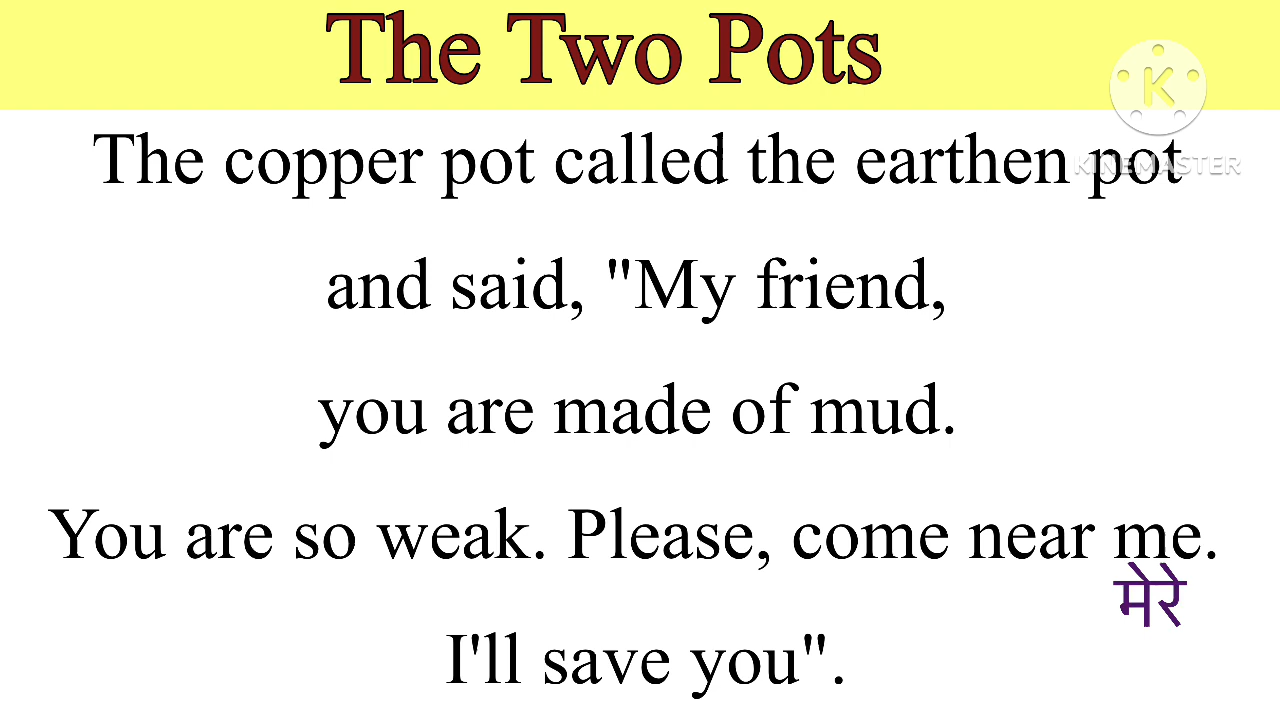 The Two Pots
K
KINEMASTER
The copper pot called the earthen pot
and said, "My friend,
you are made of mud.
You are so weak. Please, come near me.
मेरे
I'll save you".